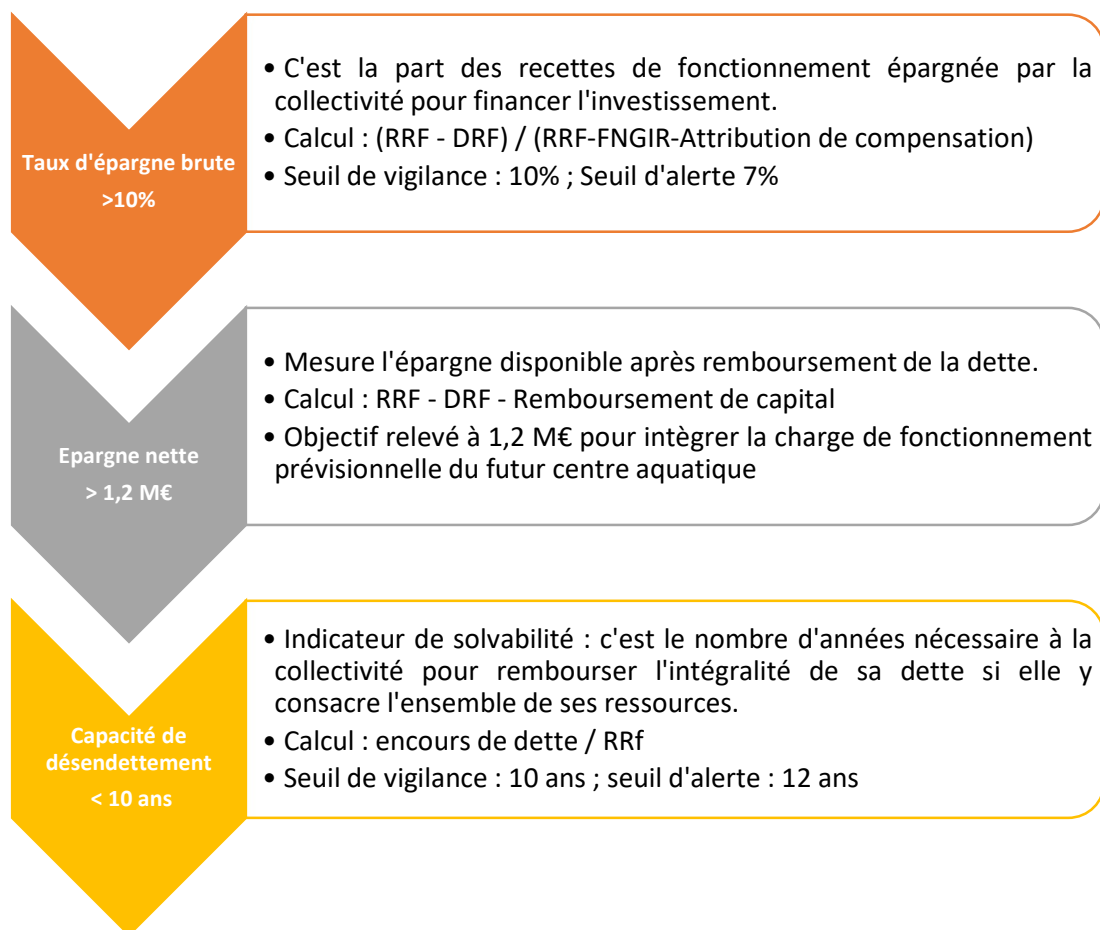 Taux d'épargne brute
>10%
• C'est la part des recettes de fonctionnement épargnée par la
collectivité pour financer l'investissement.
• Calcul : (RRF - DRF) / (RRF-FNGIR-Attribution de compensation)
• Seuil de vigilance : 10% ; Seuil d'alerte 7%
Epargne nette
> 1,2 M€
• Mesure l'épargne disponible après remboursement de la dette.
• Calcul : RRF - DRF - Remboursement de capital
• Objectif relevé à 1,2 M€ pour intègrer la charge de fonctionnement
prévisionnelle du futur centre aquatique
Capacité de
désendettement
< 10 ans
• Indicateur de solvabilité : c'est le nombre d'années nécessaire à la
collectivité pour rembourser l'intégralité de sa dette si elle y
consacre l'ensemble de ses ressources.
• Calcul : encours de dette / RRf
• Seuil de vigilance : 10 ans ; seuil d'alerte : 12 ans